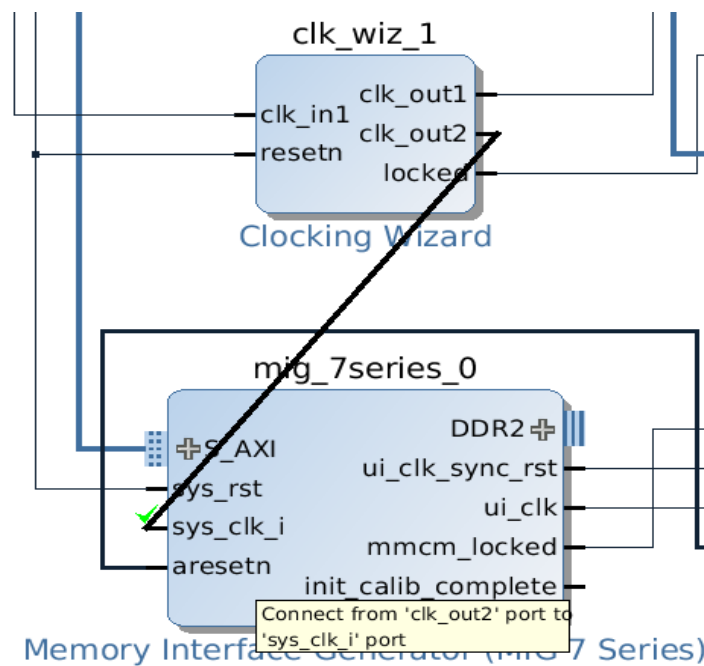 clk_wiz_1
clk_in1
resetn
clk_out1
clk_out2
locked
Clocking Wizard
mig_7series_0
S_AXI
sys_rst
sys_clk_i
aresetn
DDR2
ui_clk_sync_rst
ui_clk
mmcm_locked
init_calib_complete
Connect from 'clk_out2' port to
'sys_clk_i' port
Memory Interface Generator (MIG 7 Series)